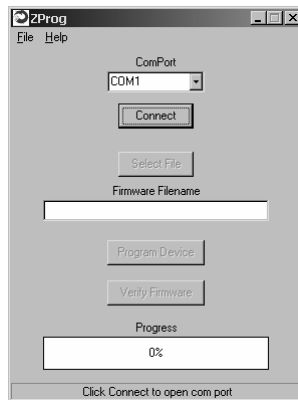 ZProg
File Help
ComPort
COM1
Connect
Select File
Firmware Filename
Program Device
Verify Firmware
Progress
0%
Click Connect to open com port